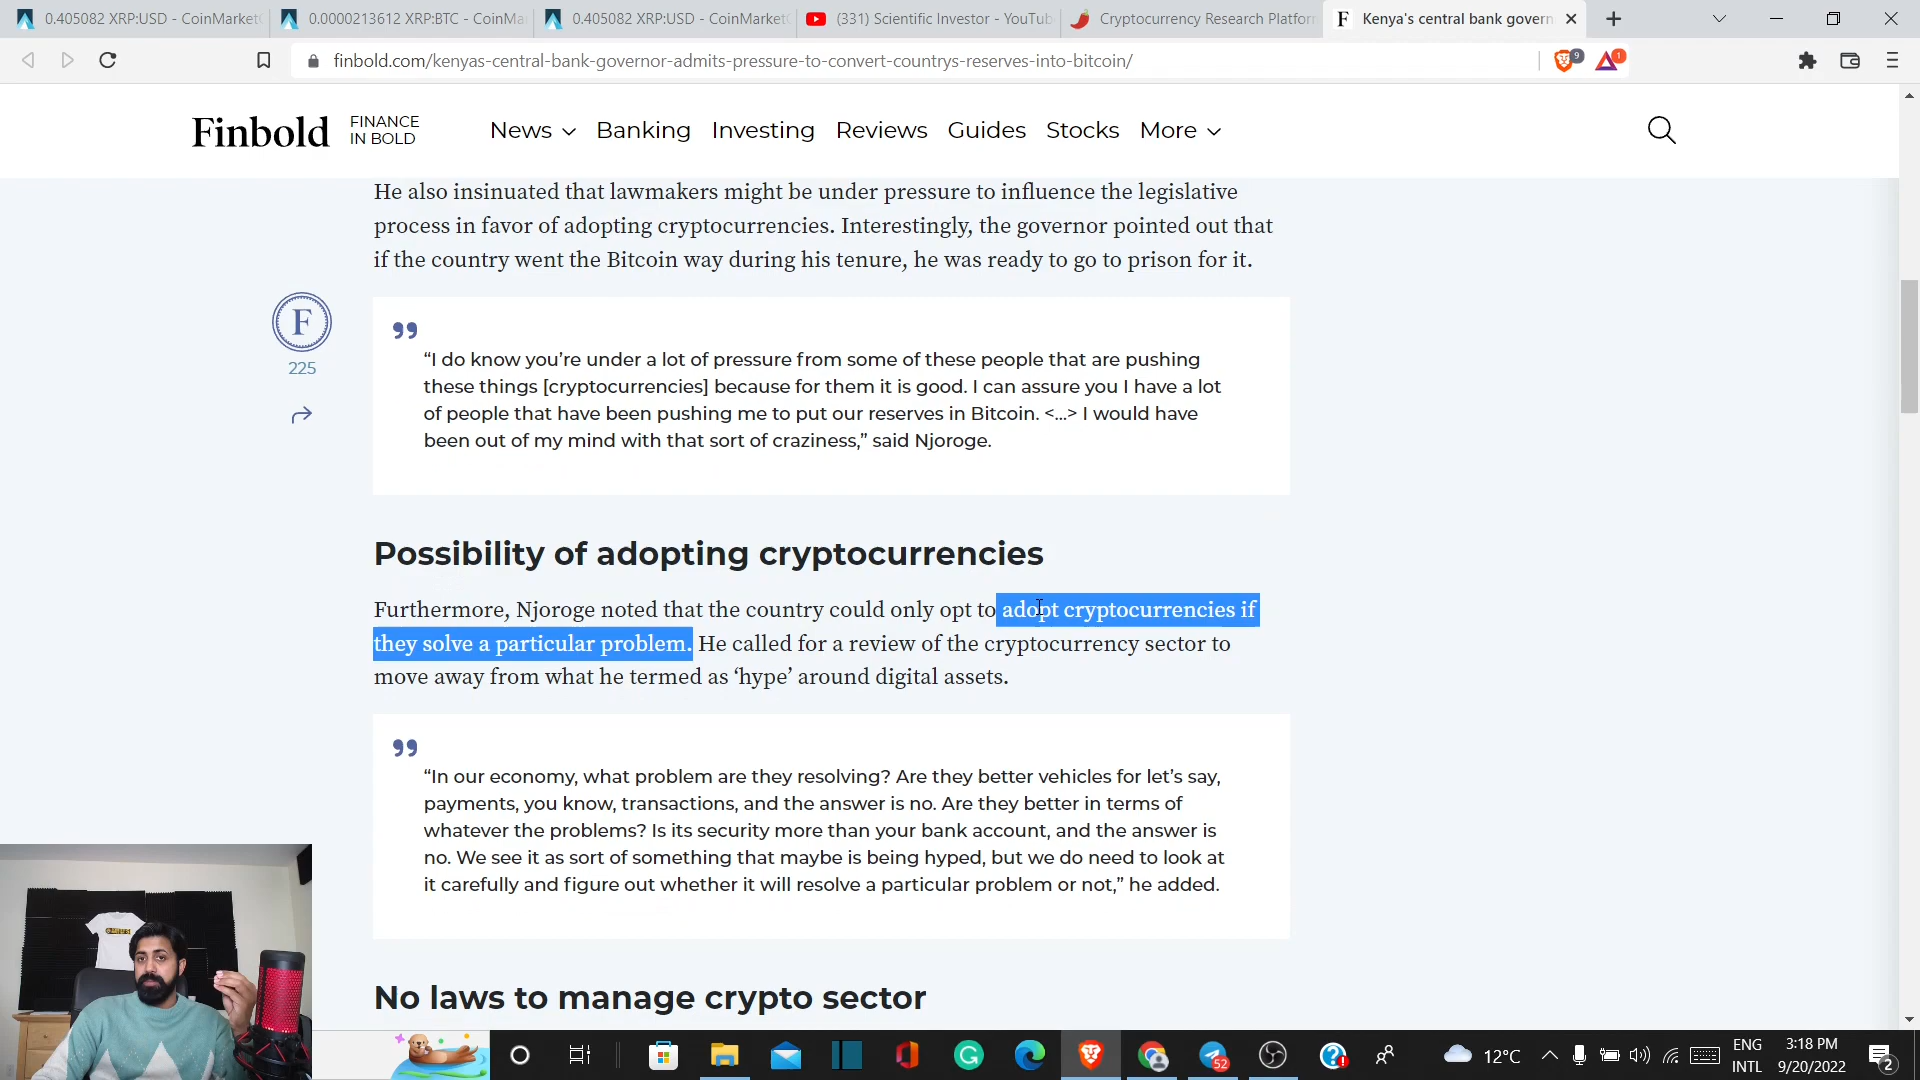 0.405082 XRP:USD - CoinMarket
0.0000213612 XRP:BTC - CoinMa
0.405082 XRP:USD - CoinMarket
(331) Scientific Investor - YouTub
Cryptocurrency Research Platfor
F Kenya's central bank govern
finbold.com/kenyas-central-bank-governor-admits-pressure-to-convert-countrys-reserves-into-bitcoin/
9
1
Finbold
FINANCE
IN BOLD
News Banking Investing Reviews Guides Stocks More
He also insinuated that lawmakers might be under pressure to influence the legislative
process in favor of adopting cryptocurrencies. Interestingly, the governor pointed out that
if the country went the Bitcoin way during his tenure, he was ready to go to prison for it.
F
225
“I do know you’re under a lot of pressure from some of these people that are pushing
these things [cryptocurrencies] because for them it is good. I can assure you I have a lot
of people that have been pushing me to put our reserves in Bitcoin. <...> I would have
been out of my mind with that sort of craziness,” said Njoroge.
Possibility of adopting cryptocurrencies
Furthermore, Njoroge noted that the country could only opt to adopt cryptocurrencies if
they solve a particular problem. He called for a review of the cryptocurrency sector to
move away from what he termed as ‘hype’ around digital assets.
“In our economy, what problem are they resolving? Are they better vehicles for let’s say,
payments, you know, transactions, and the answer is no. Are they better in terms of
whatever the problems? Is its security more than your bank account, and the answer is
no. We see it as sort of something that maybe is being hyped, but we do need to look at
it carefully and figure out whether it will resolve a particular problem or not,” he added.
No laws to manage crypto sector
52
12°C
ENG
INTL
3:18 PM
9/20/2022
2